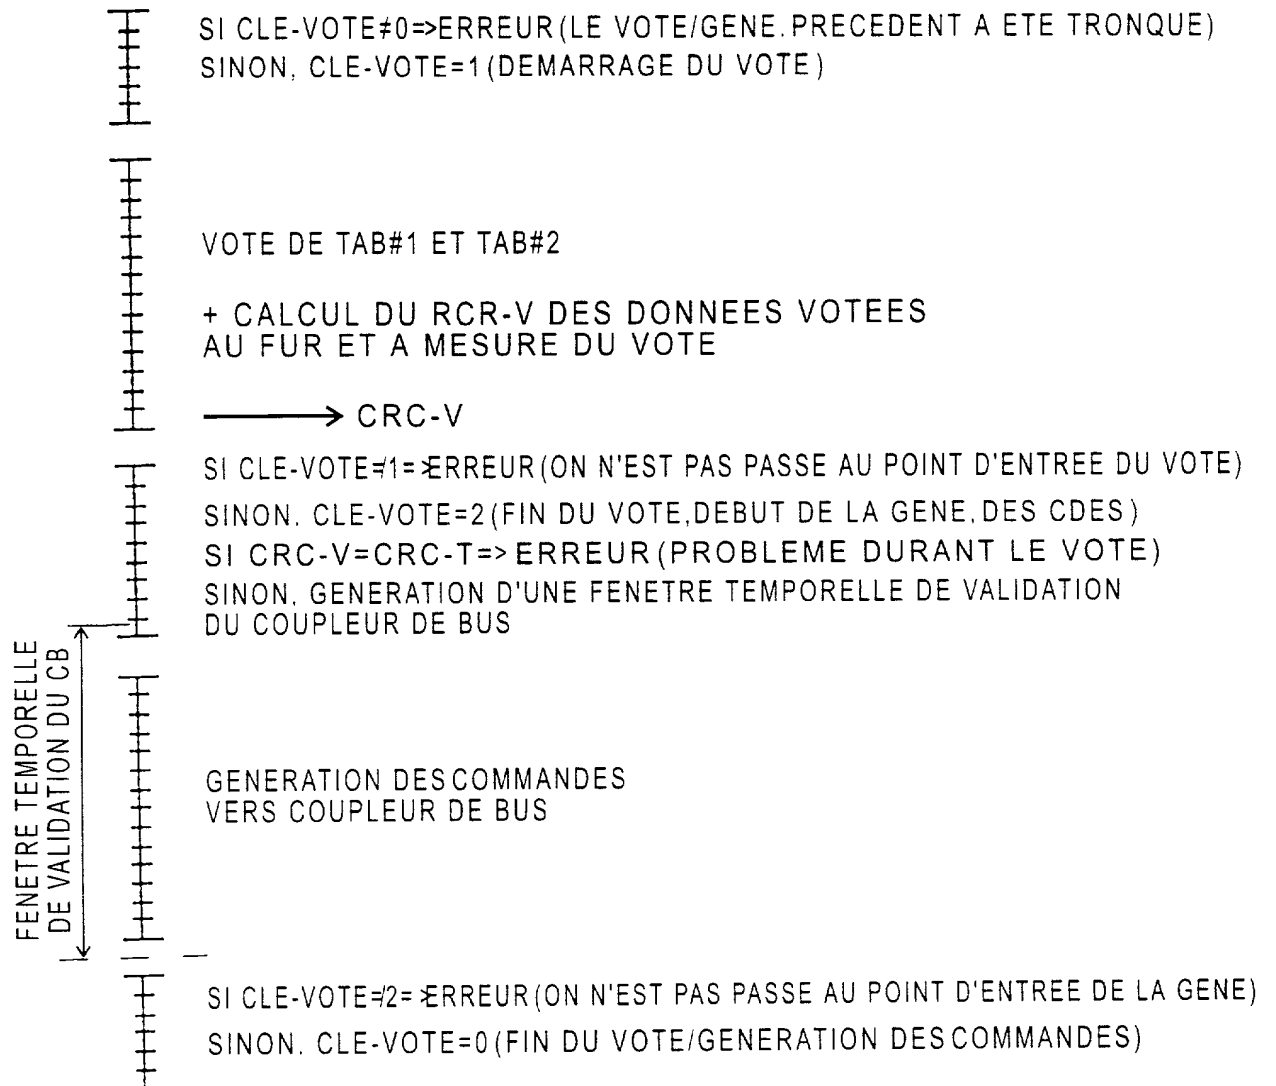 SI CLE-VOTE≠0=>ERREUR(LE VOTE/GENE.PRECEDENT A ETE TRONQUE)
SINON, CLE-VOTE=1(DEMARRAGE DU VOTE)
VOTE DE TAB#1 ET TAB#2
+ CALCUL DU RCR-V DES DONNEES VOTEES
AU FUR ET A MESURE DU VOTE
CRC-V
SI CLE-VOTE≠1=>ERREUR(ON N'EST PAS PASSE AU POINT D'ENTREE DU VOTE)
SINON. CLE-VOTE=2(FIN DU VOTE,DEBUT DE LA GENE.DES CDES)
SI CRC-V=CRC-T=>ERREUR(PROBLEME DURANT LE VOTE)
SINON, GENERATION D'UNE FENETRE TEMPORELLE DE VALIDATION
DU COUPLEUR DE BUS
FENETRE TEMPORELLE
DE VALIDATION DU CB
GENERATION DES COMMANDES
VERS COUPLEUR DE BUS
SI CLE-VOTE≠2=>ERREUR(ON N'EST PAS PASSE AU POINT D'ENTREE DE LA GENE)
SINON. CLE-VOTE=0(FIN DU VOTE/GENERATION DES COMMANDES)